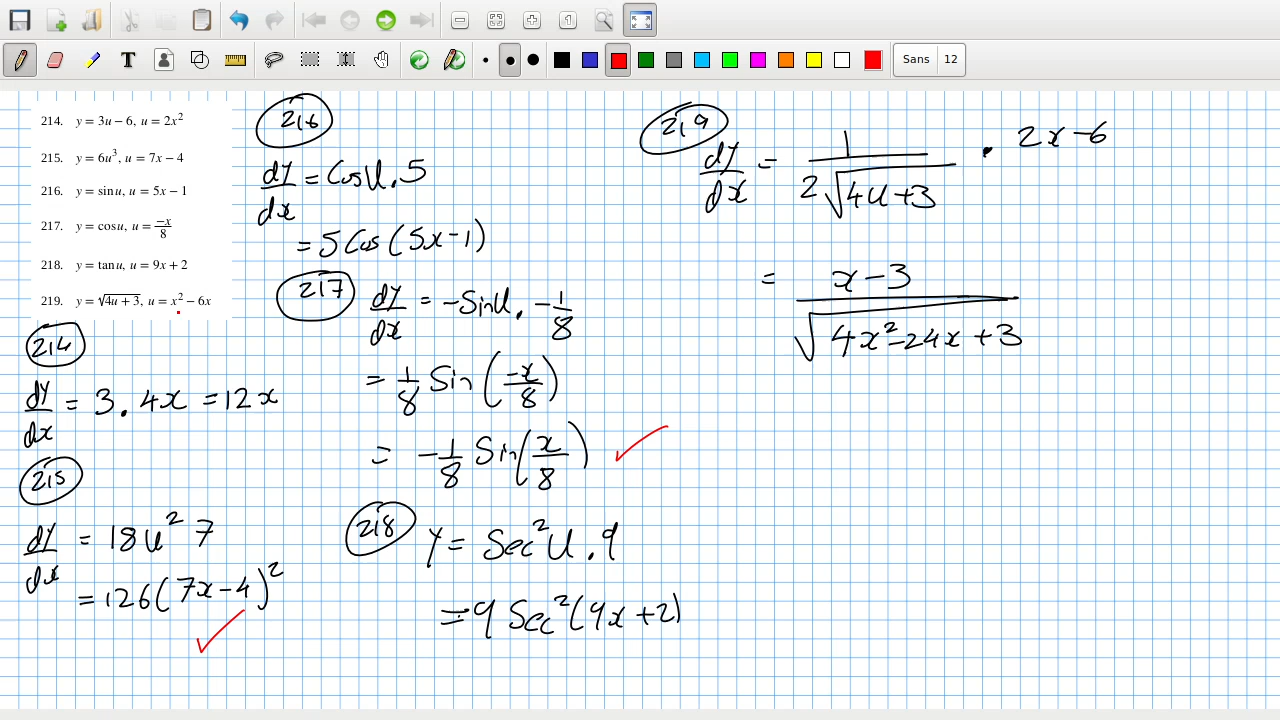 Sans 12
214. y = 3u − 6, u = 2x²
215. y = 6u³, u = 7x − 4
216. y = sin u, u = 5x − 1
217. y = cos u, u = −x/8
218. y = tan u, u = 9x + 2
219. y = √(4u + 3), u = x² − 6x
214
dy/dx = 3 . 4x = 12x
215
dy/dx = 18u² 7
= 126(7x−4)²
216
dy/dx = Cos u . 5
= 5 Cos(5x−1)
217
dy/dx = −Sin u . −1/8
= 1/8 Sin(−x/8)
= −1/8 Sin(x/8)
218
y = Sec² u . 9
= 9 Sec²(9x+2)
219
dy/dx = 1/(2√(4u+3)) . 2x−6
= (x−3)/√(4x²−24x+3)